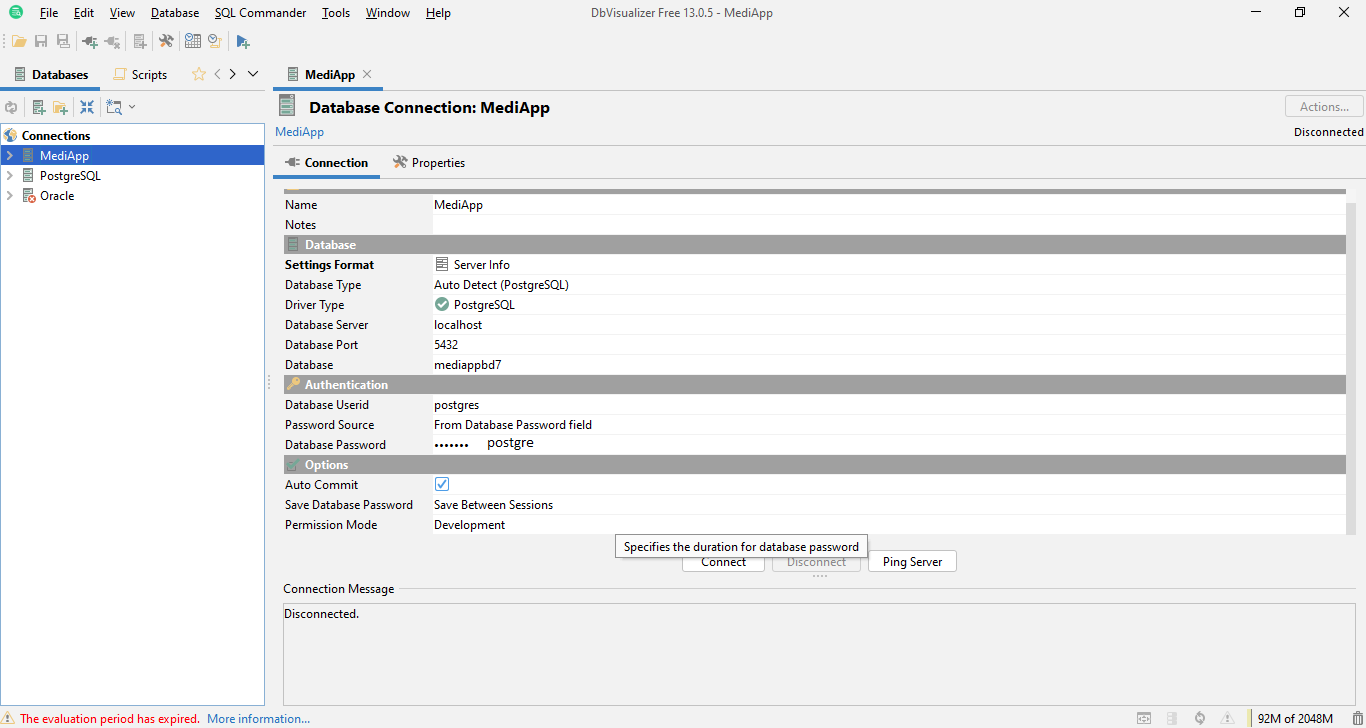 File Edit View Database SQL Commander Tools Window Help DbVisualizer Free 13.0.5 - MediApp
Databases Scripts MediApp
Database Connection: MediApp Actions...
MediApp Disconnected
Connections
MediApp
PostgreSQL
Oracle
Connection Properties
Name MediApp
Notes
Database
Settings Format Server Info
Database Type Auto Detect (PostgreSQL)
Driver Type PostgreSQL
Database Server localhost
Database Port 5432
Database mediappbd7
Authentication
Database Userid postgres
Password Source From Database Password field
Database Password ••••••• postgre
Options
Auto Commit
Save Database Password Save Between Sessions
Permission Mode Development
Specifies the duration for database password
Connect Disconnect Ping Server
Connection Message
Disconnected.
The evaluation period has expired. More information... 92M of 2048M